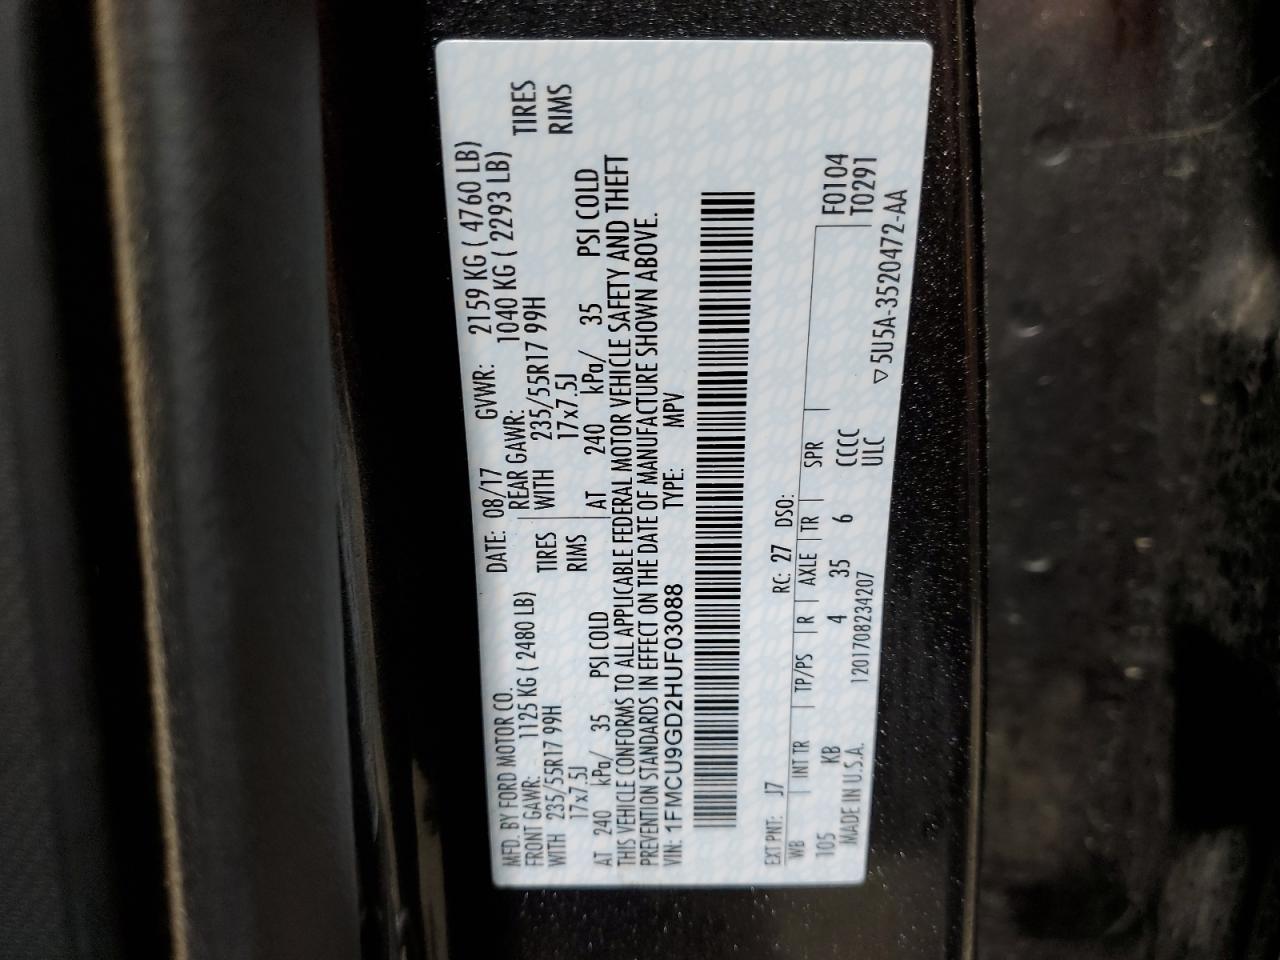 MFD. BY FORD MOTOR CO.
DATE: 08/17 GVWR: 2159 KG ( 4760 LB)
FRONT GAWR: 1125 KG ( 2480 LB) REAR GAWR: 1040 KG ( 2293 LB)
WITH 235/55R17 99H TIRES WITH 235/55R17 99H TIRES
17x7.5J RIMS 17x7.5J RIMS
AT 240 kPa/ 35 PSI COLD AT 240 kPa/ 35 PSI COLD
THIS VEHICLE CONFORMS TO ALL APPLICABLE FEDERAL MOTOR VEHICLE SAFETY AND THEFT
PREVENTION STANDARDS IN EFFECT ON THE DATE OF MANUFACTURE SHOWN ABOVE.
VIN: 1FMCU9GD2HUF03088 TYPE: MPV
EXT PNT: J7 RC: 27 DSO:
WB INT TR TP/PS R AXLE TR SPR F0104
105 KB 4 35 6 CCCC T0291
MADE IN U.S.A. 1201708234207 ULC
▽5U5A-3520472-AA